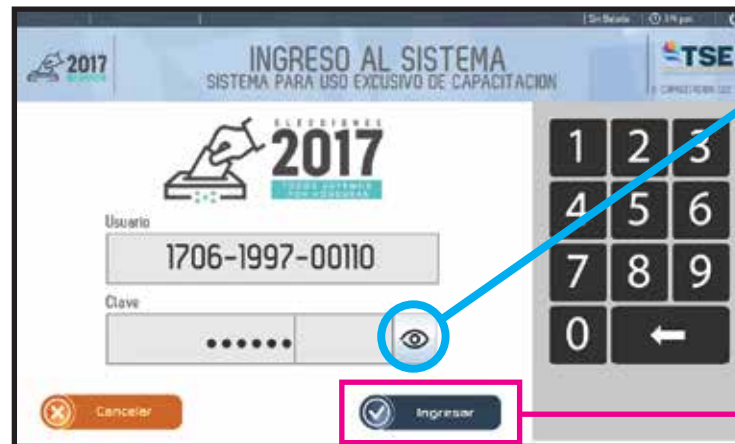 2017
INGRESO AL SISTEMA
SISTEMA PARA USO EXCUSIVO DE CAPACITACION
TSE
ELECCIONES
2017
Usuario
1706-1997-00110
Clave
••••••
Cancelar
Ingresar
1 2 3
4 5 6
7 8 9
0